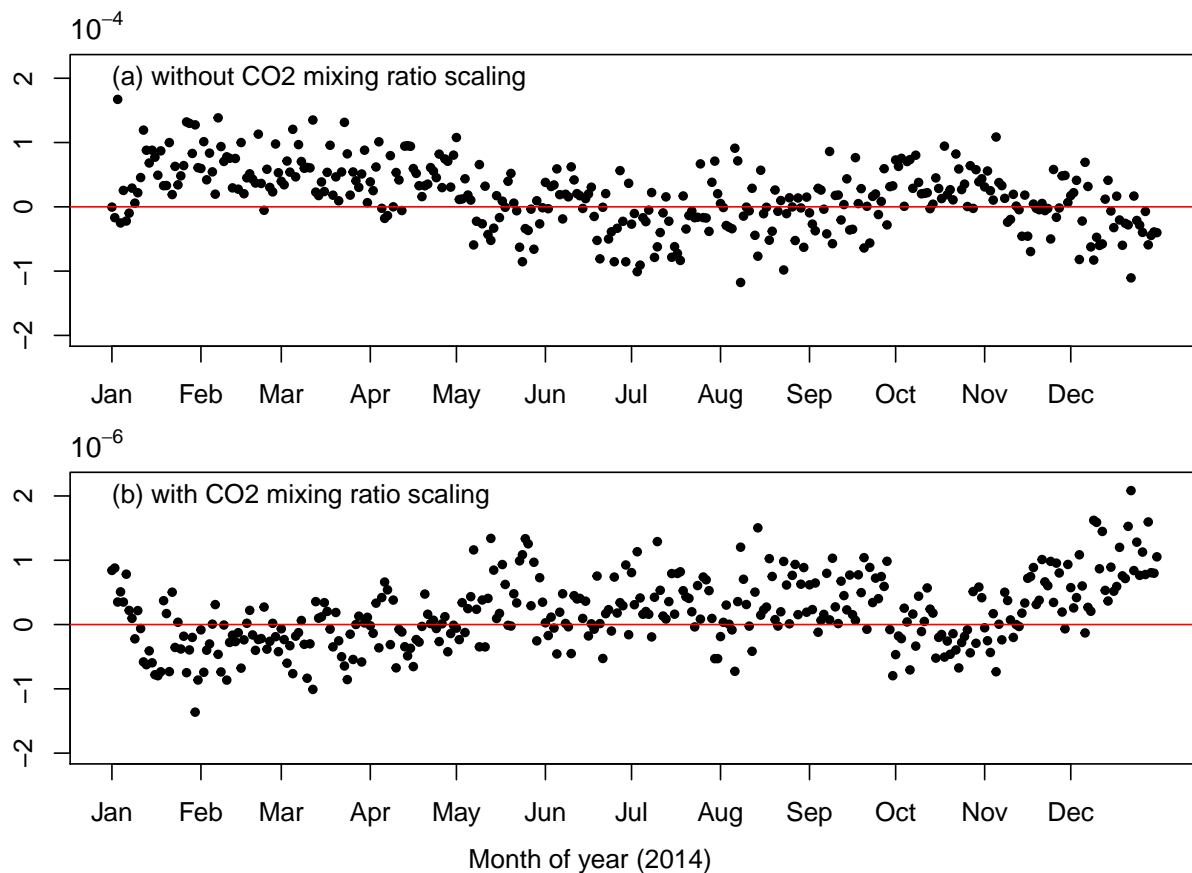 10−4
(a) without CO2 mixing ratio scaling
2
1
0
−1
−2
Jan Feb Mar Apr May Jun Jul Aug Sep Oct Nov Dec
10−6
(b) with CO2 mixing ratio scaling
2
1
0
−1
−2
Jan Feb Mar Apr May Jun Jul Aug Sep Oct Nov Dec
Month of year (2014)